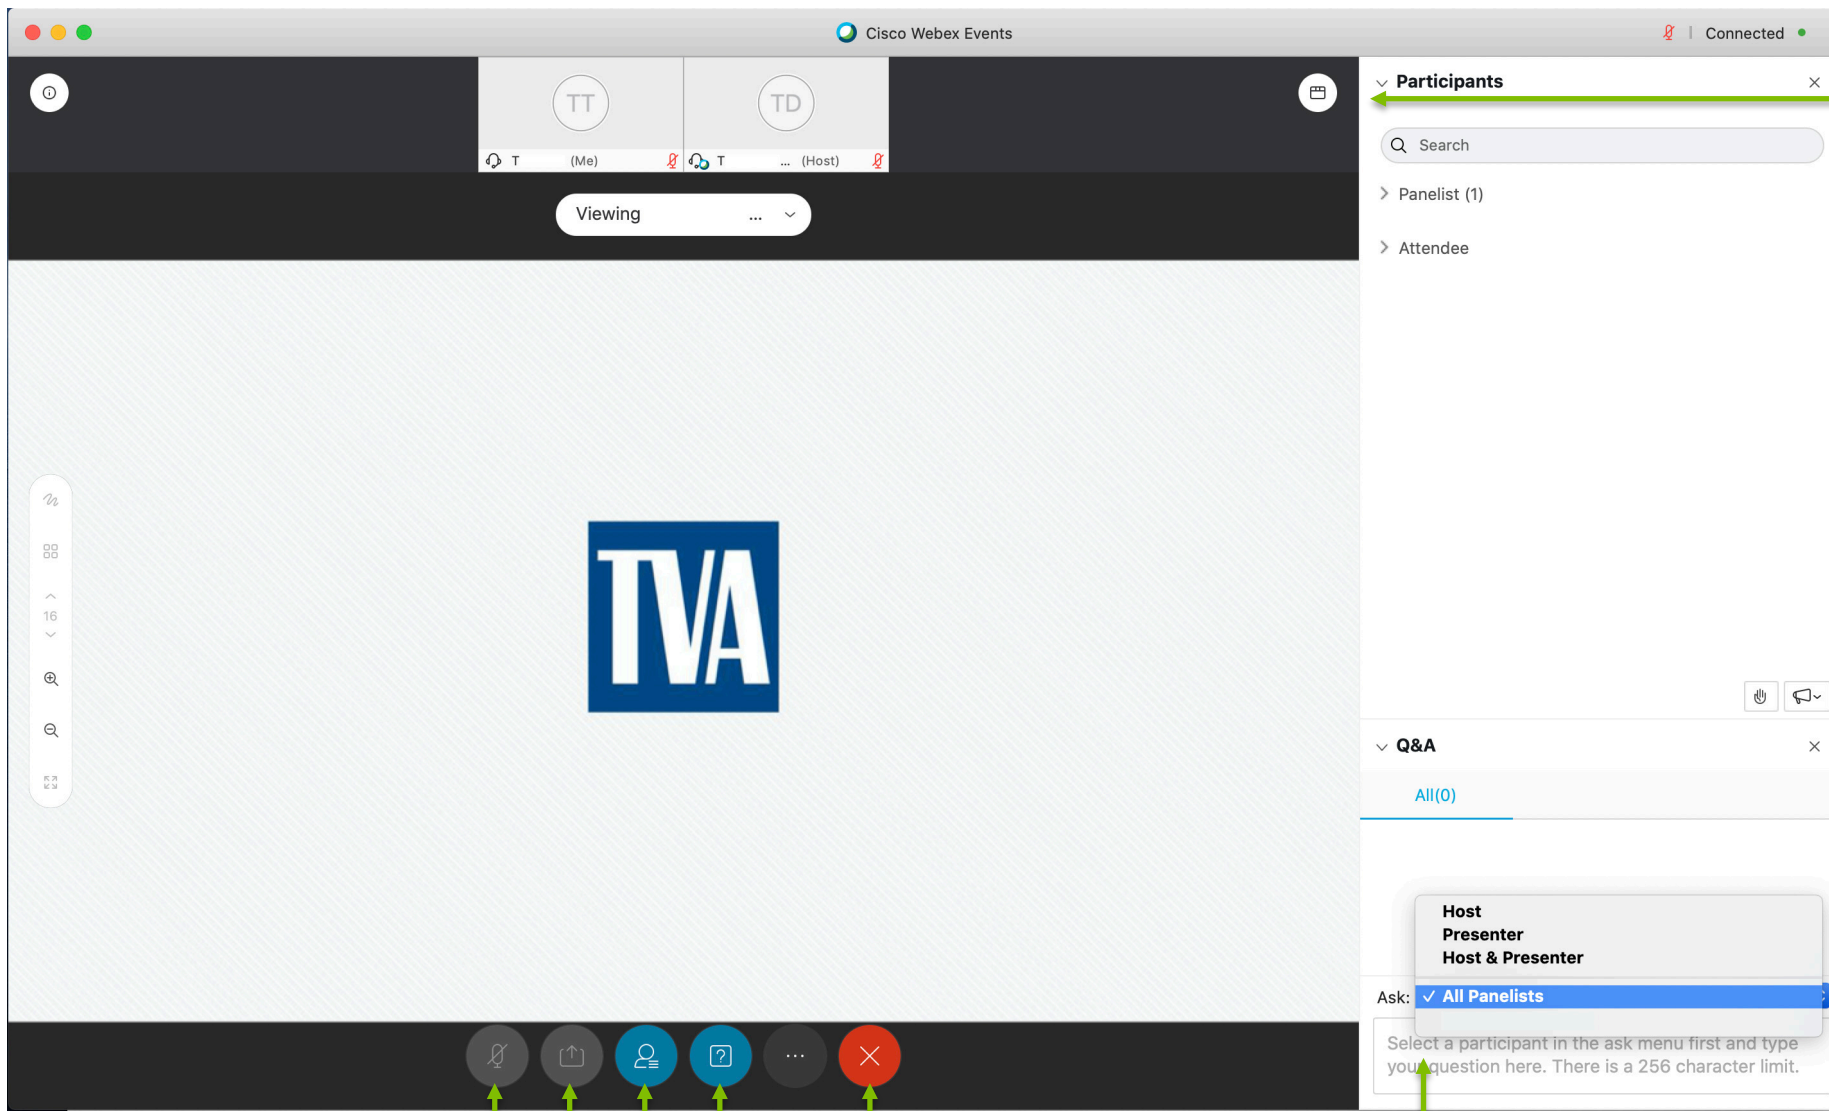 Cisco Webex Events
Connected
TT
TD
T (Me)
T ... (Host)
Viewing ...
Participants
Search
Panelist (1)
Attendee
16
TVA
Q&A
All(0)
Host
Presenter
Host & Presenter
Ask: ✓ All Panelists
Select a participant in the ask menu first and type
your question here. There is a 256 character limit.